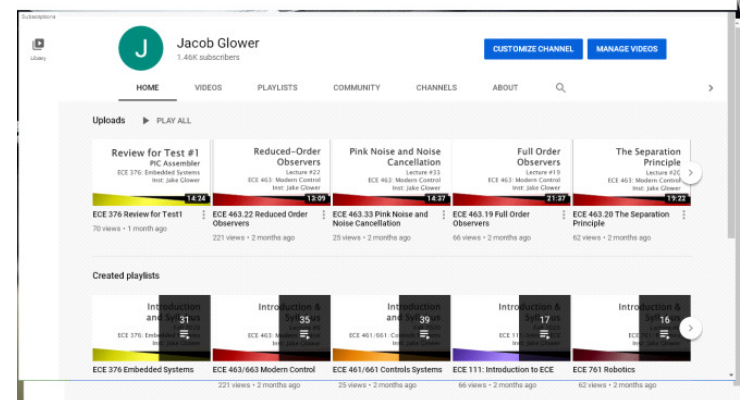 Subscriptions
Library
J
Jacob Glower
1.46K subscribers
CUSTOMIZE CHANNEL
MANAGE VIDEOS
HOME
VIDEOS
PLAYLISTS
COMMUNITY
CHANNELS
ABOUT
Uploads
PLAY ALL
Review for Test #1
PIC Assembler
ECE 376: Embedded Systems
Inst: Jake Glower
14:24
ECE 376 Review for Test1
70 views • 1 month ago
Reduced-Order
Observers
Lecture #22
ECE 463: Modern Control
Inst: Jake Glower
13:09
ECE 463.22 Reduced Order
Observers
221 views • 2 months ago
Pink Noise and Noise
Cancellation
Lecture #33
ECE 463: Modern Control
Inst: Jake Glower
14:37
ECE 463.33 Pink Noise and
Noise Cancellation
25 views • 2 months ago
Full Order
Observers
Lecture #19
ECE 463: Modern Control
Inst: Jake Glower
21:37
ECE 463.19 Full Order
Observers
66 views • 2 months ago
The Separation
Principle
Lecture #20
ECE 463: Modern Control
Inst: Jake Glower
19:22
ECE 463.20 The Separation
Principle
62 views • 2 months ago
Created playlists
31
ECE 376 Embedded Systems
Introduction &
35
ECE 463/663 Modern Control
221 views • 2 months ago
39
ECE 461/661 Controls Systems
25 views • 2 months ago
17
ECE 111: Introduction to ECE
66 views • 2 months ago
16
ECE 761 Robotics
62 views • 2 months ago